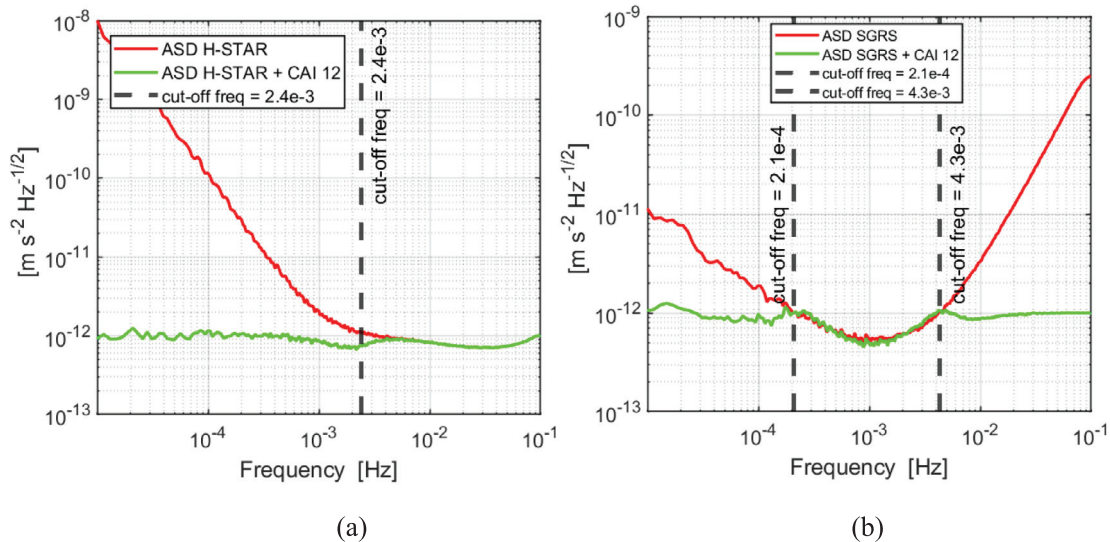 10^-8
10^-9
10^-10
10^-11
10^-12
10^-13
[m s^-2 Hz^-1/2]
ASD H-STAR
ASD H-STAR + CAI 12
cut-off freq = 2.4e-3
cut-off freq = 2.4e-3
10^-4
10^-3
10^-2
10^-1
Frequency [Hz]
(a)
10^-9
10^-10
10^-11
10^-12
10^-13
[m s^-2 Hz^-1/2]
ASD SGRS
ASD SGRS + CAI 12
cut-off freq = 2.1e-4
cut-off freq = 4.3e-3
cut-off freq = 2.1e-4
cut-off freq = 4.3e-3
10^-4
10^-3
10^-2
10^-1
Frequency [Hz]
(b)